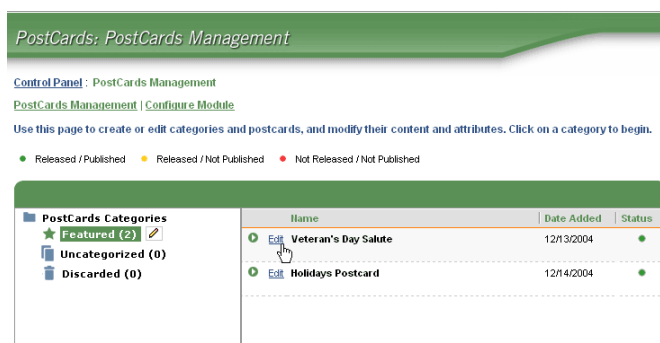 PostCards: PostCards Management
Control Panel : PostCards Management
PostCards Management | Configure Module
Use this page to create or edit categories and postcards, and modify their content and attributes. Click on a category to begin.
Released / Published Released / Not Published Not Released / Not Published
PostCards Categories
Featured (2)
Uncategorized (0)
Discarded (0)
Name Date Added Status
Edit Veteran's Day Salute 12/13/2004
Edit Holidays Postcard 12/14/2004